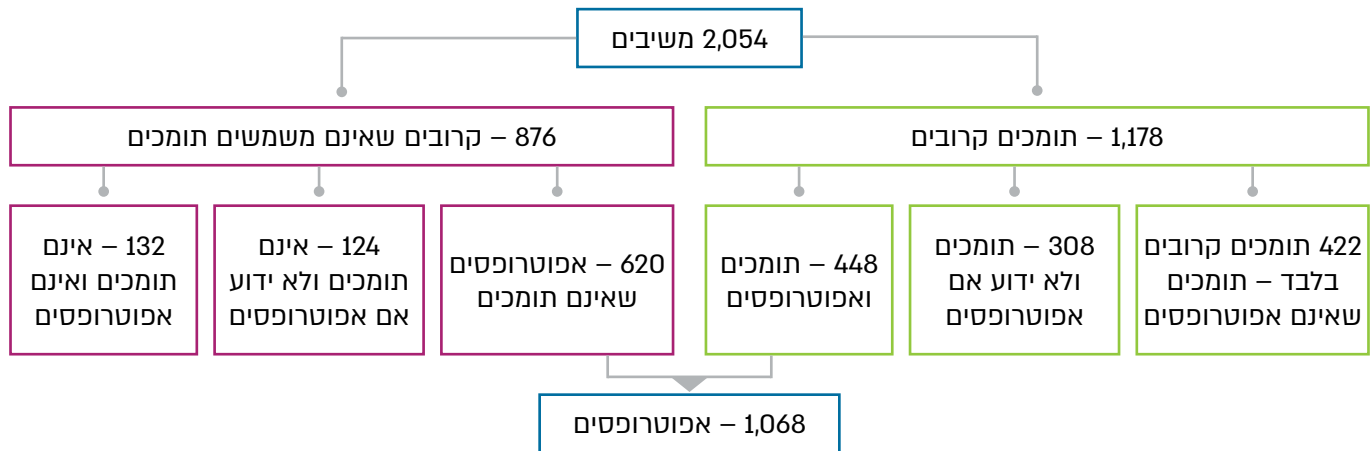 2,054 משיבים
1,178 – תומכים קרובים
876 – קרובים שאינם משמשים תומכים
422 תומכים קרובים
בלבד – תומכים
שאינם אפוטרופסים
308 – תומכים
ולא ידוע אם
אפוטרופסים
448 – תומכים
ואפוטרופסים
620 – אפוטרופסים
שאינם תומכים
124 – אינם
תומכים ולא ידוע
אם אפוטרופסים
132 – אינם
תומכים ואינם
אפוטרופסים
1,068 – אפוטרופסים